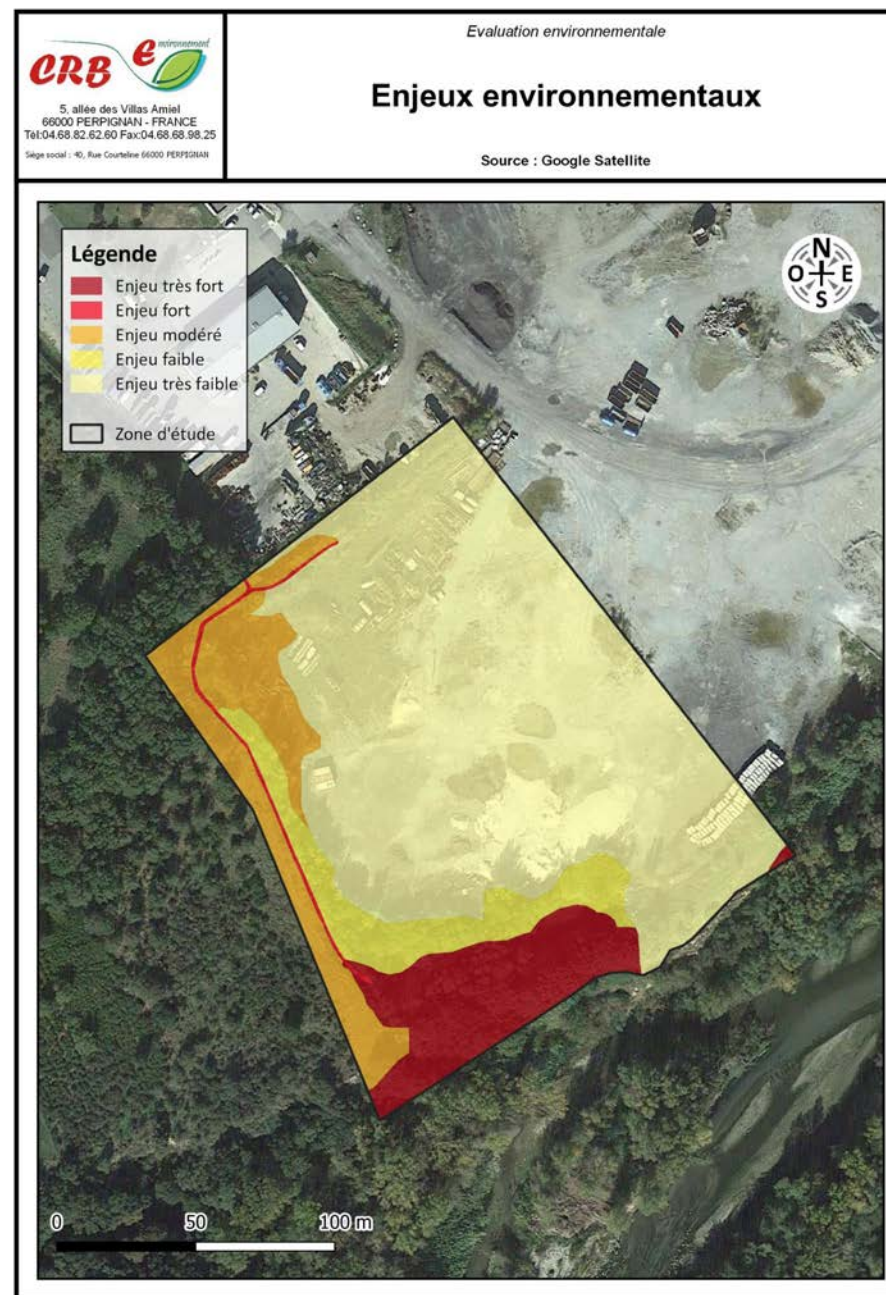 CRB Environnement
5, allée des Villas Amiel
66000 PERPIGNAN - FRANCE
Tél:04.68.82.62.60 Fax:04.68.68.98.25
Siège social : 40, Rue Courteline 66000 PERPIGNAN
Evaluation environnementale
Enjeux environnementaux
Source : Google Satellite
Légende
Enjeu très fort
Enjeu fort
Enjeu modéré
Enjeu faible
Enjeu très faible
Zone d'étude
N
O E
S
0 50 100 m